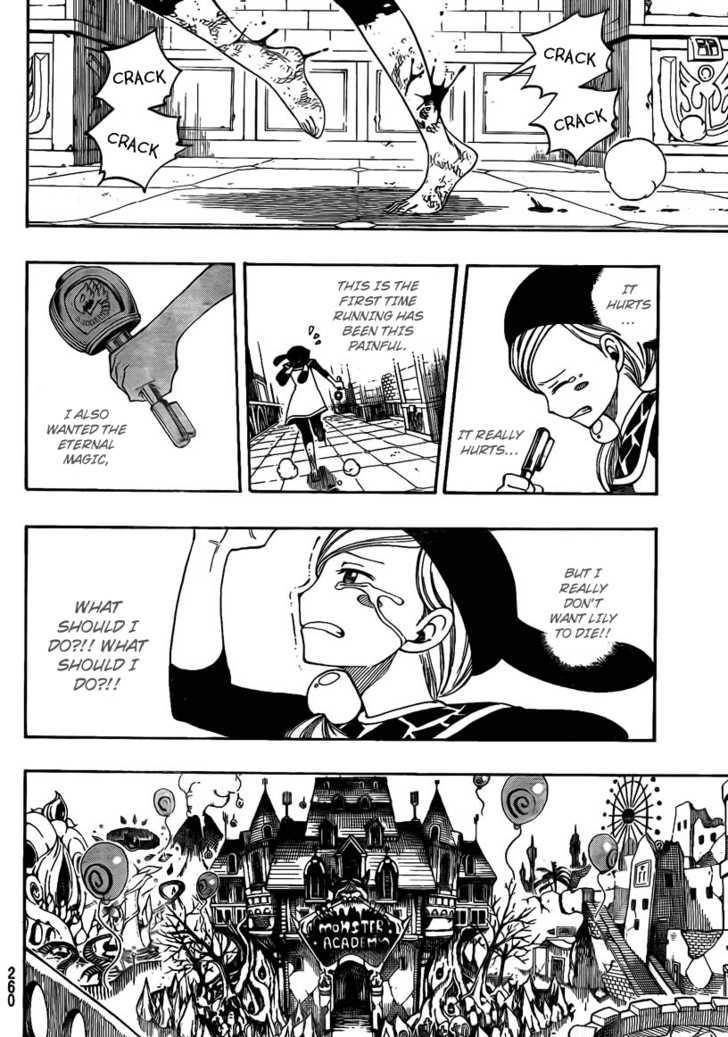 CRACK
CRACK
CRACK
CRACK
IT
HURTS
...
IT REALLY
HURTS...
THIS IS THE
FIRST TIME
RUNNING HAS
BEEN THIS
PAINFUL.
I ALSO
WANTED THE
ETERNAL
MAGIC,
BUT I
REALLY
DON'T
WANT LILY
TO DIE!!
WHAT
SHOULD I
DO?!! WHAT
SHOULD I
DO?!!
MONSTER
ACADEMY
260